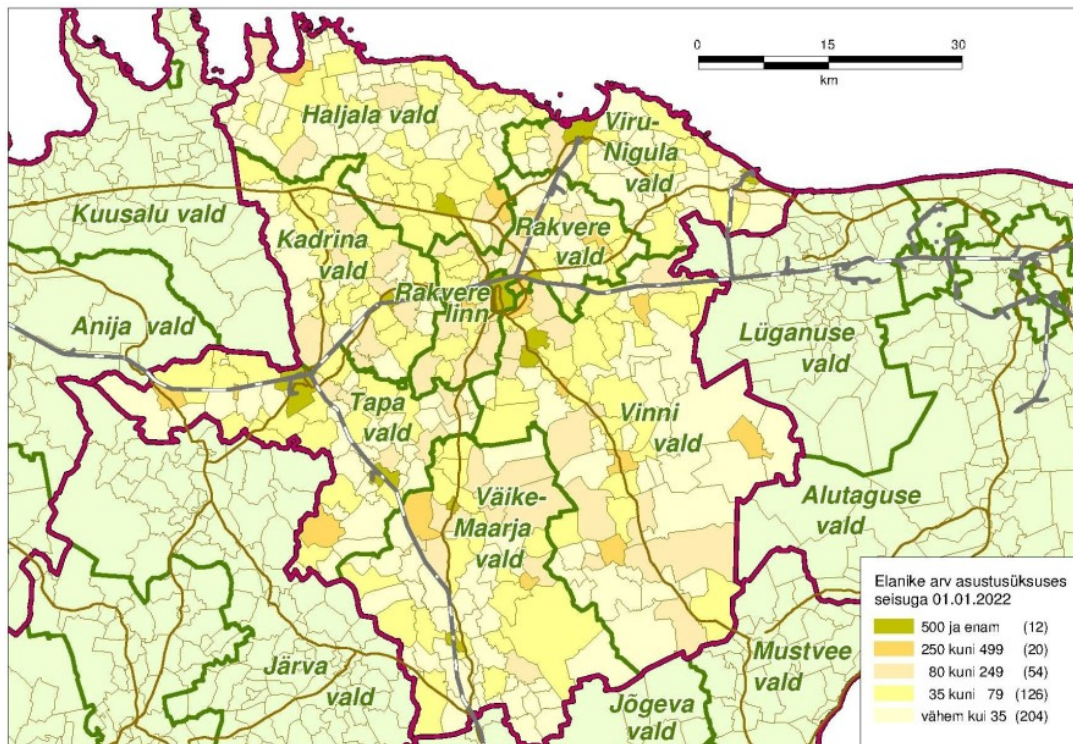 0 15 30
km
Haljala vald
Viru-
Nigula
vald
Kuusalu vald
Kadrina
vald
Rakvere
vald
Rakvere
linn
Anija vald
Lüganuse
vald
Tapa
vald
Vinni
vald
Väike-
Maarja
vald
Alutaguse
vald
Järva
vald
Jõgeva
vald
Mustvee
vald
Elanike arv asustusüksuses
seisuga 01.01.2022
500 ja enam (12)
250 kuni 499 (20)
80 kuni 249 (54)
35 kuni 79 (126)
vähem kui 35 (204)